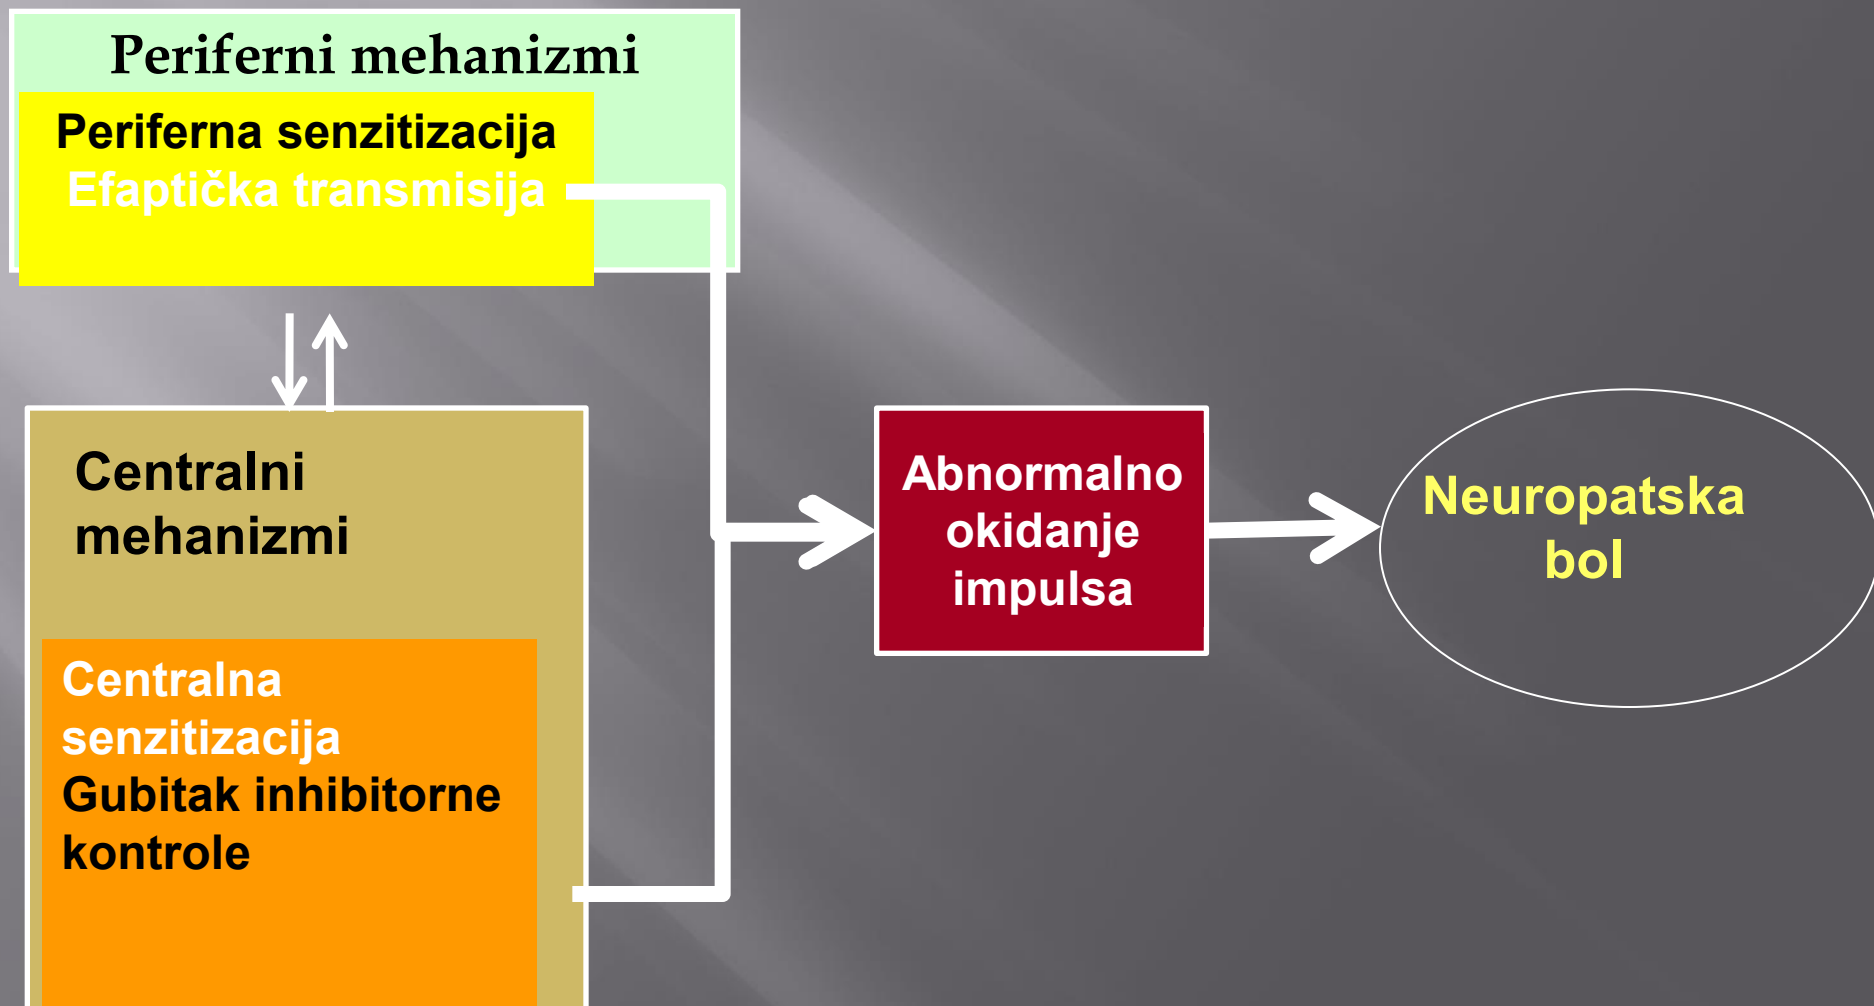 Periferni mehanizmi
Periferna senzitizacija
Efaptička transmisija
Centralni
mehanizmi
Centralna
senzitizacija
Gubitak inhibitorne
kontrole
Abnormalno
okidanje
impulsa
Neuropatska
bol